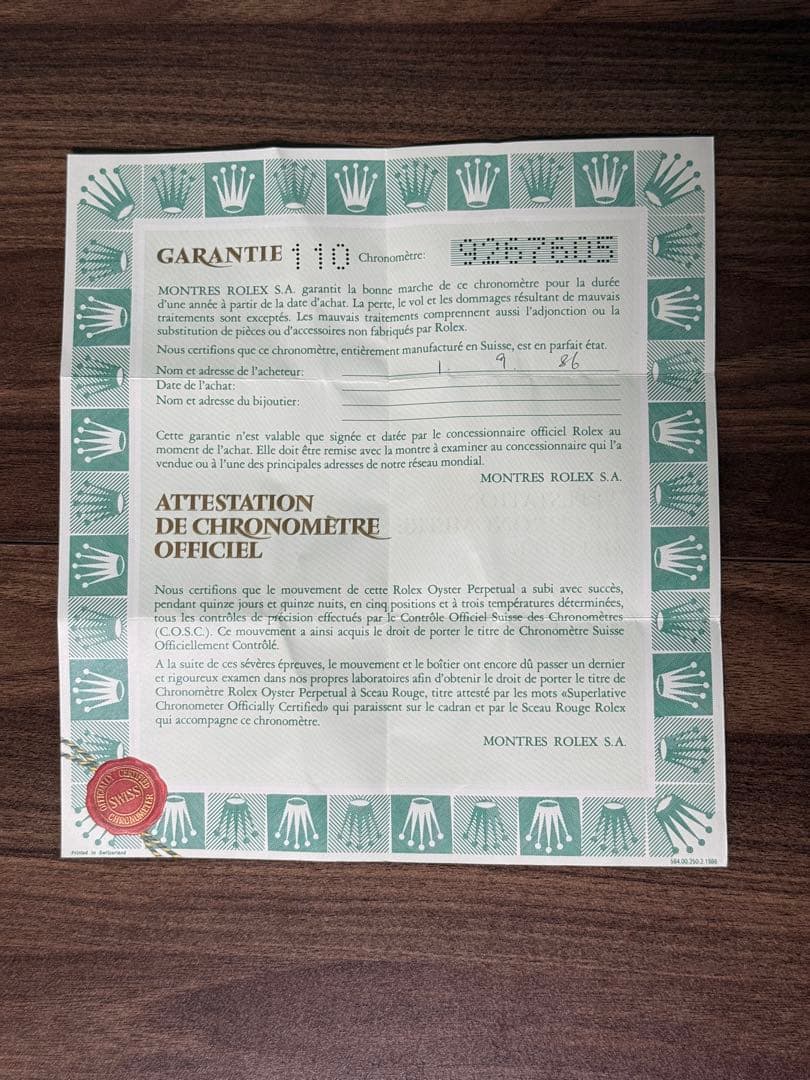 GARANTIE 110 Chronomètre: 9267605
MONTRES ROLEX S.A. garantit la bonne marche de ce chronomètre pour la durée
d'une année à partir de la date d'achat. La perte, le vol et les dommages résultant de mauvais
traitements sont exceptés. Les mauvais traitements comprennent aussi l'adjonction ou la
substitution de pièces ou d'accessoires non fabriqués par Rolex.
Nous certifions que ce chronomètre, entièrement manufacturé en Suisse, est en parfait état.
Nom et adresse de l'acheteur:
1. 9. 86
Date de l'achat:
Nom et adresse du bijoutier:
Cette garantie n'est valable que signée et datée par le concessionnaire officiel Rolex au
moment de l'achat. Elle doit être remise avec la montre à examiner au concessionnaire qui l'a
vendue ou à l'une des principales adresses de notre réseau mondial.
MONTRES ROLEX S.A.
ATTESTATION
DE CHRONOMÈTRE
OFFICIEL
Nous certifions que le mouvement de cette Rolex Oyster Perpetual a subi avec succès,
pendant quinze jours et quinze nuits, en cinq positions et à trois températures déterminées,
tous les contrôles de précision effectués par le Contrôle Officiel Suisse des Chronomètres
(C.O.S.C.). Ce mouvement a ainsi acquis le droit de porter le titre de Chronomètre Suisse
Officiellement Contrôlé.
A la suite de ces sévères épreuves, le mouvement et le boîtier ont encore dû passer un dernier
et rigoureux examen dans nos propres laboratoires afin d'obtenir le droit de porter le titre de
Chronomètre Rolex Oyster Perpetual à Sceau Rouge, titre attesté par les mots «Superlative
Chronometer Officially Certified» qui paraissent sur le cadran et par le Sceau Rouge Rolex
qui accompagne ce chronomètre.
MONTRES ROLEX S.A.
OFFICIALLY CERTIFIED
SWISS
CHRONOMETER
Printed in Switzerland
564.00.250.2.1986